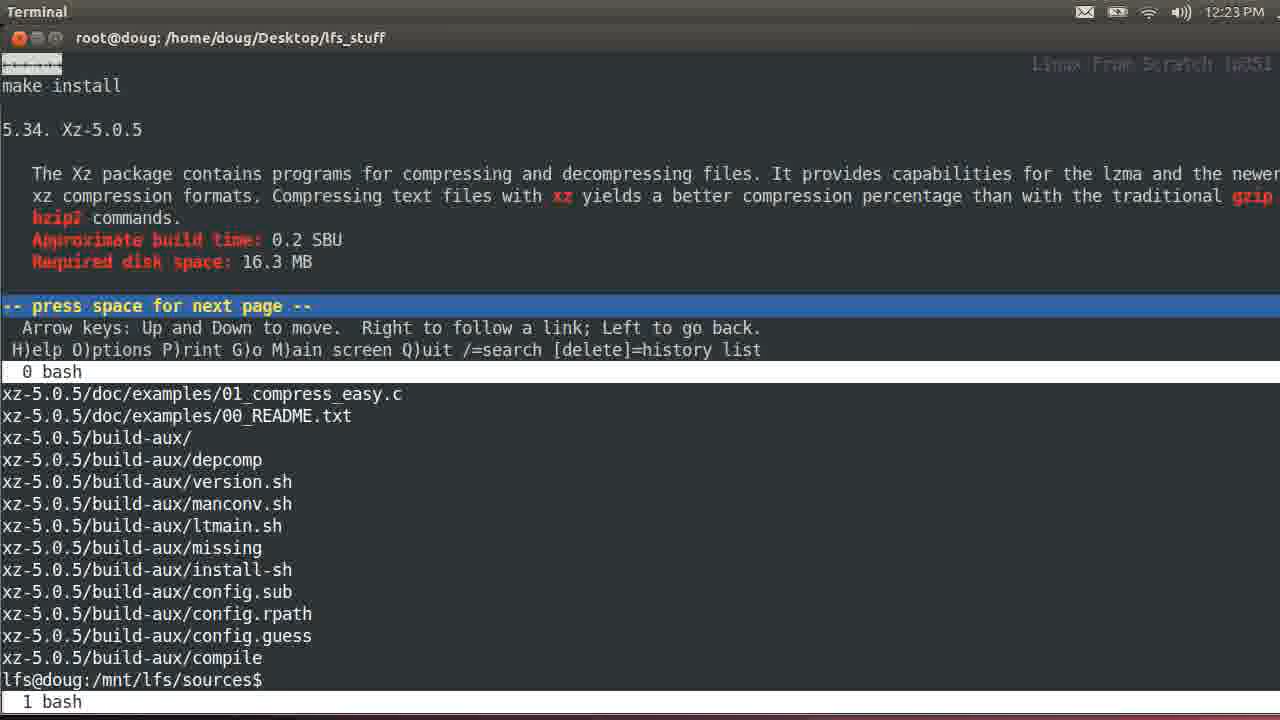 Terminal
12:23 PM
root@doug: /home/doug/Desktop/lfs_stuff
Linux From Scratch (p351
make install
5.34. Xz-5.0.5
The Xz package contains programs for compressing and decompressing files. It provides capabilities for the lzma and the newer
xz compression formats. Compressing text files with xz yields a better compression percentage than with the traditional gzip
bzip2 commands.
Approximate build time: 0.2 SBU
Required disk space: 16.3 MB
-- press space for next page --
Arrow keys: Up and Down to move. Right to follow a link; Left to go back.
H)elp O)ptions P)rint G)o M)ain screen Q)uit /=search [delete]=history list
0 bash
xz-5.0.5/doc/examples/01_compress_easy.c
xz-5.0.5/doc/examples/00_README.txt
xz-5.0.5/build-aux/
xz-5.0.5/build-aux/depcomp
xz-5.0.5/build-aux/version.sh
xz-5.0.5/build-aux/manconv.sh
xz-5.0.5/build-aux/ltmain.sh
xz-5.0.5/build-aux/missing
xz-5.0.5/build-aux/install-sh
xz-5.0.5/build-aux/config.sub
xz-5.0.5/build-aux/config.rpath
xz-5.0.5/build-aux/config.guess
xz-5.0.5/build-aux/compile
lfs@doug:/mnt/lfs/sources$
1 bash